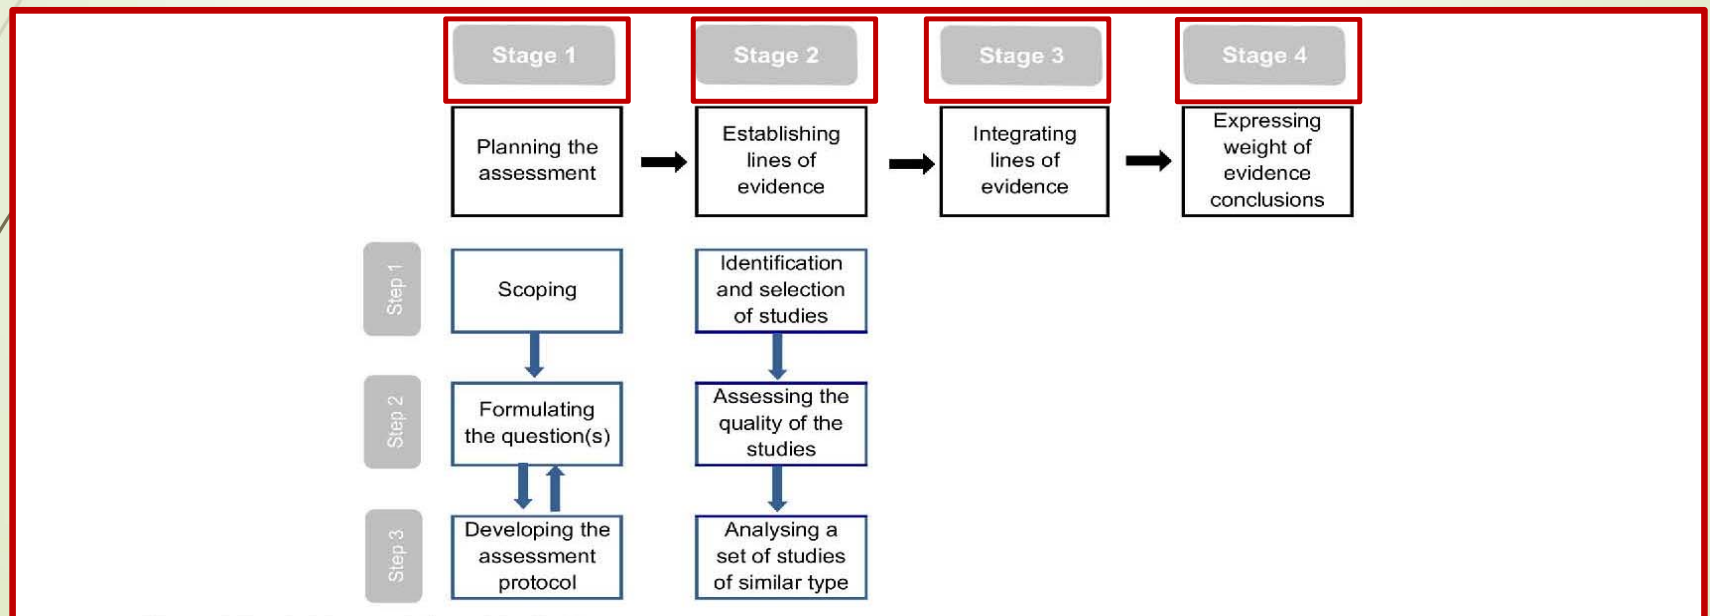 Stage 1
Stage 2
Stage 3
Stage 4
Planning the
assessment
Establishing
lines of
evidence
Integrating
lines of
evidence
Expressing
weight of
evidence
conclusions
Step 1
Scoping
Identification
and selection
of studies
Step 2
Formulating
the question(s)
Assessing the
quality of the
studies
Step 3
Developing the
assessment
protocol
Analysing a
set of studies
of similar type